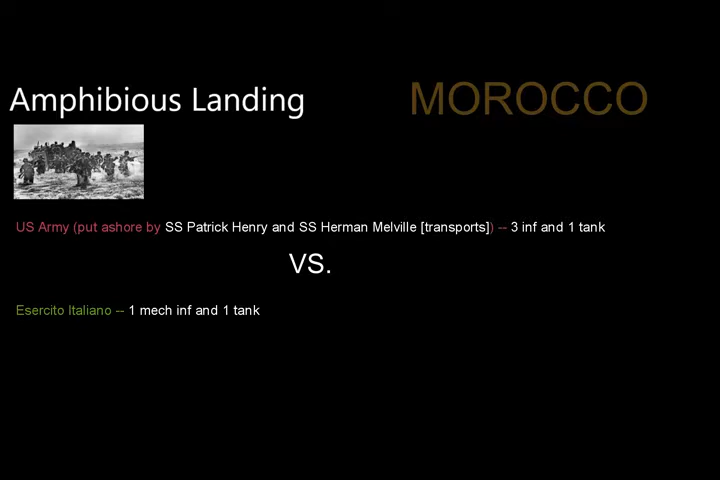 Amphibious Landing
MOROCCO
US Army (put ashore by SS Patrick Henry and SS Herman Melville [transports]) -- 3 inf and 1 tank
VS.
Esercito Italiano -- 1 mech inf and 1 tank